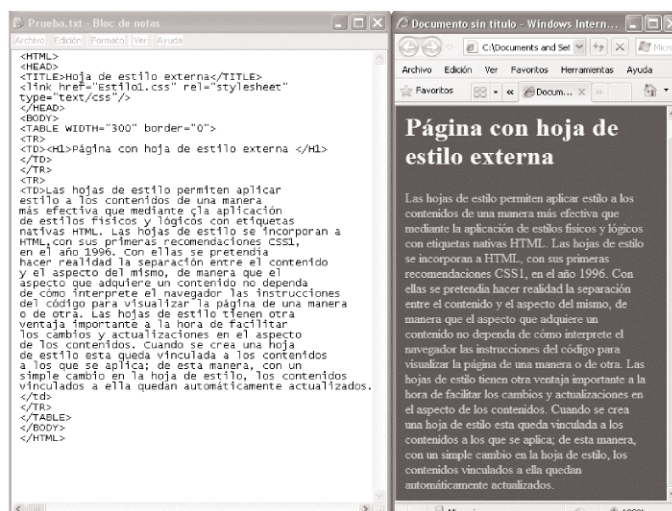 Prueba.txt - Bloc de notas
Archivo Edición Formato Ver Ayuda
<HTML>
<HEAD>
<TITLE>Hoja de estilo externa</TITLE>
<link href="Estilo1.css" rel="stylesheet"
type="text/css"/>
</HEAD>
<BODY>
<TABLE WIDTH="300" border="0">
<TR>
<TD><H1>Página con hoja de estilo externa </H1>
</TD>
</TR>
<TR>
<TD>Las hojas de estilo permiten aplicar
estilo a los contenidos de una manera
más efectiva que mediante çla aplicación
de estilos físicos y lógicos con etiquetas
nativas HTML. Las hojas de estilo se incorporan a
HTML,con sus primeras recomendaciones CSS1,
en el año 1996. Con ellas se pretendía
hacer realidad la separación entre el contenido
y el aspecto del mismo, de manera que el
aspecto que adquiere un contenido no dependa
de cómo interprete el navegador las instrucciones
del código para visualizar la página de una manera
o de otra. Las hojas de estilo tienen otra
ventaja importante a la hora de facilitar
los cambios y actualizaciones en el aspecto
de los contenidos. Cuando se crea una hoja
de estilo esta queda vinculada a los contenidos
a los que se aplica; de esta manera, con un
simple cambio en la hoja de estilo, los contenidos
vinculados a ella quedan automáticamente actualizados.
</td>
</TR>
</TABLE>
</BODY>
</HTML>
Documento sin título - Windows Intern...
C:\Documents and Set
Archivo Edición Ver Favoritos Herramientas Ayuda
Favoritos Docum...
Página con hoja de
estilo externa
Las hojas de estilo permiten aplicar estilo a los
contenidos de una manera más efectiva que
mediante la aplicación de estilos físicos y lógicos
con etiquetas nativas HTML. Las hojas de estilo
se incorporan a HTML, con sus primeras
recomendaciones CSS1, en el año 1996. Con
ellas se pretendía hacer realidad la separación
entre el contenido y el aspecto del mismo, de
manera que el aspecto que adquiere un
contenido no dependa de cómo interprete el
navegador las instrucciones del código para
visualizar la página de una manera o de otra. Las
hojas de estilo tienen otra ventaja importante a la
hora de facilitar los cambios y actualizaciones en
el aspecto de los contenidos. Cuando se crea
una hoja de estilo esta queda vinculada a los
contenidos a los que se aplica; de esta manera,
con un simple cambio en la hoja de estilo, los
contenidos vinculados a ella quedan
automáticamente actualizados.